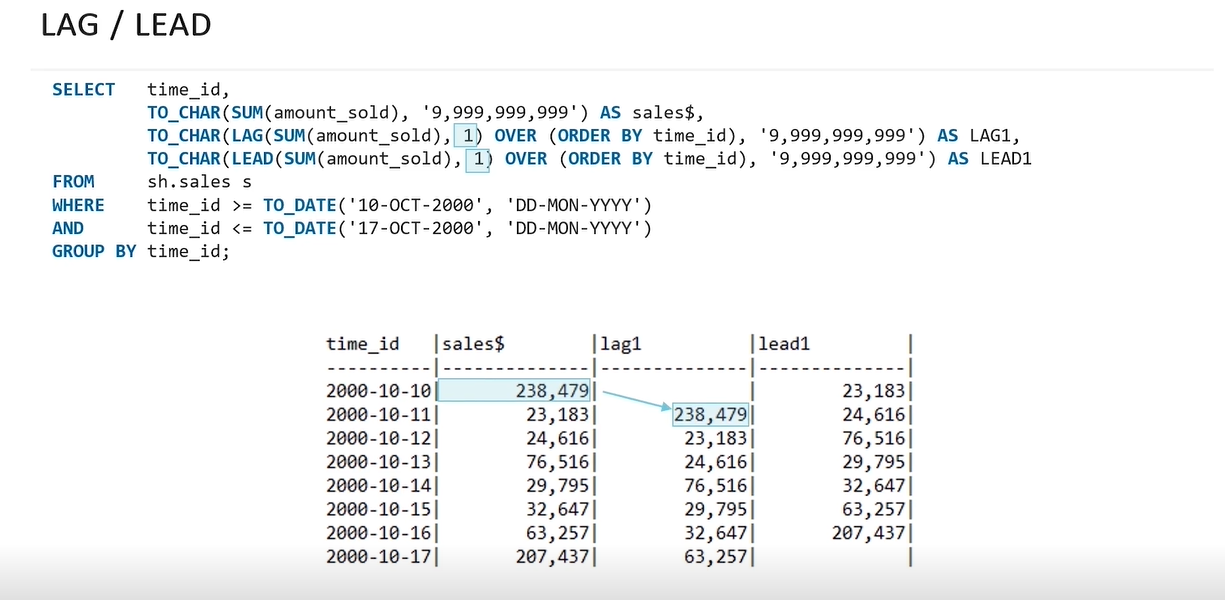 LAG / LEAD
SELECT time_id,
TO_CHAR(SUM(amount_sold), '9,999,999,999') AS sales$,
TO_CHAR(LAG(SUM(amount_sold), 1) OVER (ORDER BY time_id), '9,999,999,999') AS LAG1,
TO_CHAR(LEAD(SUM(amount_sold), 1) OVER (ORDER BY time_id), '9,999,999,999') AS LEAD1
FROM sh.sales s
WHERE time_id >= TO_DATE('10-OCT-2000', 'DD-MON-YYYY')
AND time_id <= TO_DATE('17-OCT-2000', 'DD-MON-YYYY')
GROUP BY time_id;
time_id |sales$ |lag1 |lead1 |
----------|--------------|--------------|--------------|
2000-10-10| 238,479| | 23,183|
2000-10-11| 23,183| 238,479| 24,616|
2000-10-12| 24,616| 23,183| 76,516|
2000-10-13| 76,516| 24,616| 29,795|
2000-10-14| 29,795| 76,516| 32,647|
2000-10-15| 32,647| 29,795| 63,257|
2000-10-16| 63,257| 32,647| 207,437|
2000-10-17| 207,437| 63,257| |